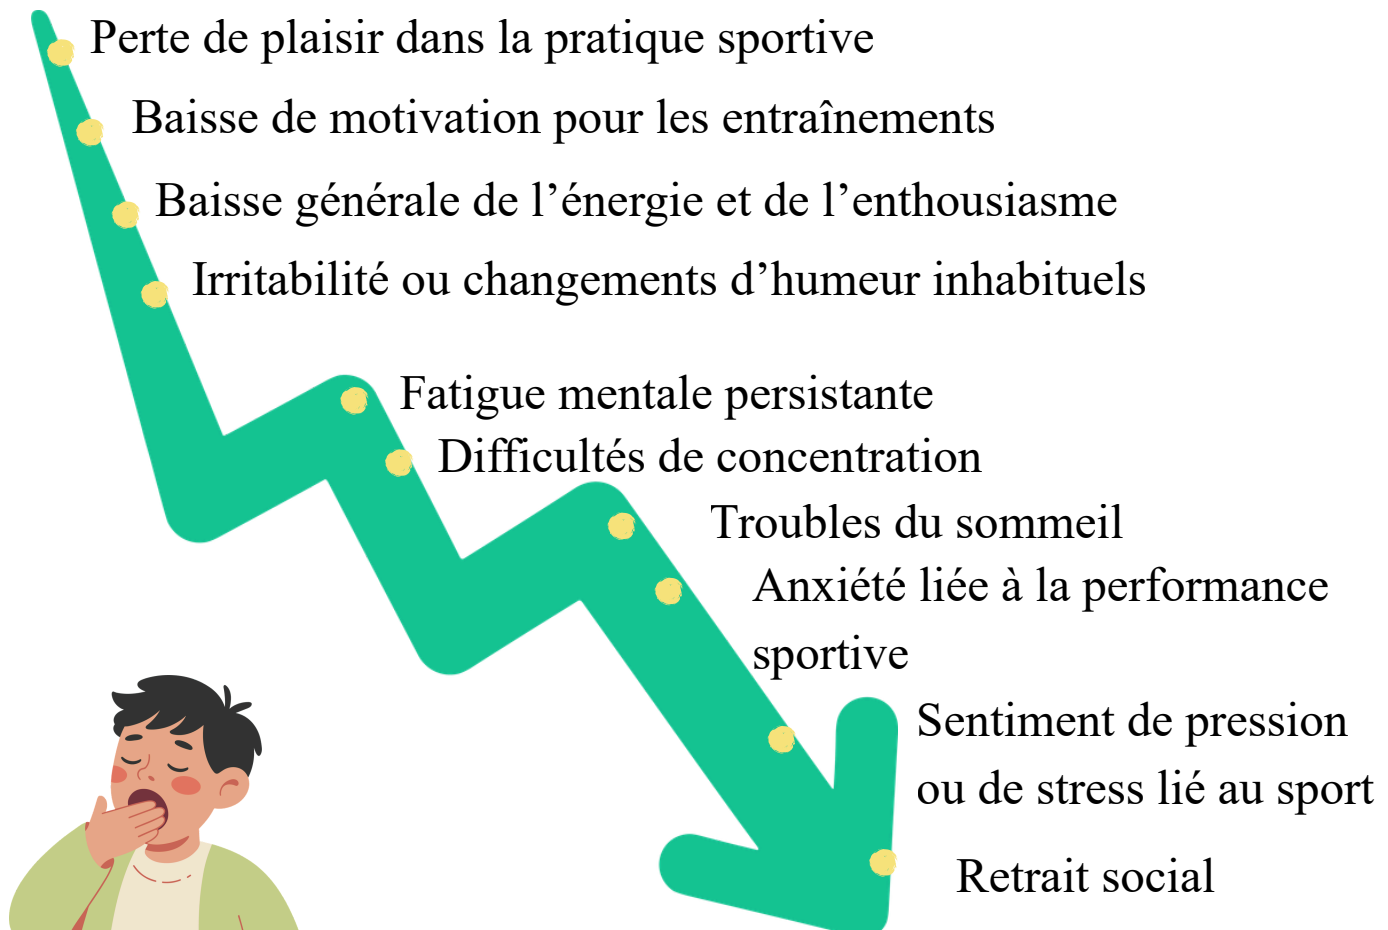 Perte de plaisir dans la pratique sportive
Baisse de motivation pour les entraînements
Baisse générale de l’énergie et de l’enthousiasme
Irritabilité ou changements d’humeur inhabituels
Fatigue mentale persistante
Difficultés de concentration
Troubles du sommeil
Anxiété liée à la performance
sportive
Sentiment de pression
ou de stress lié au sport
Retrait social